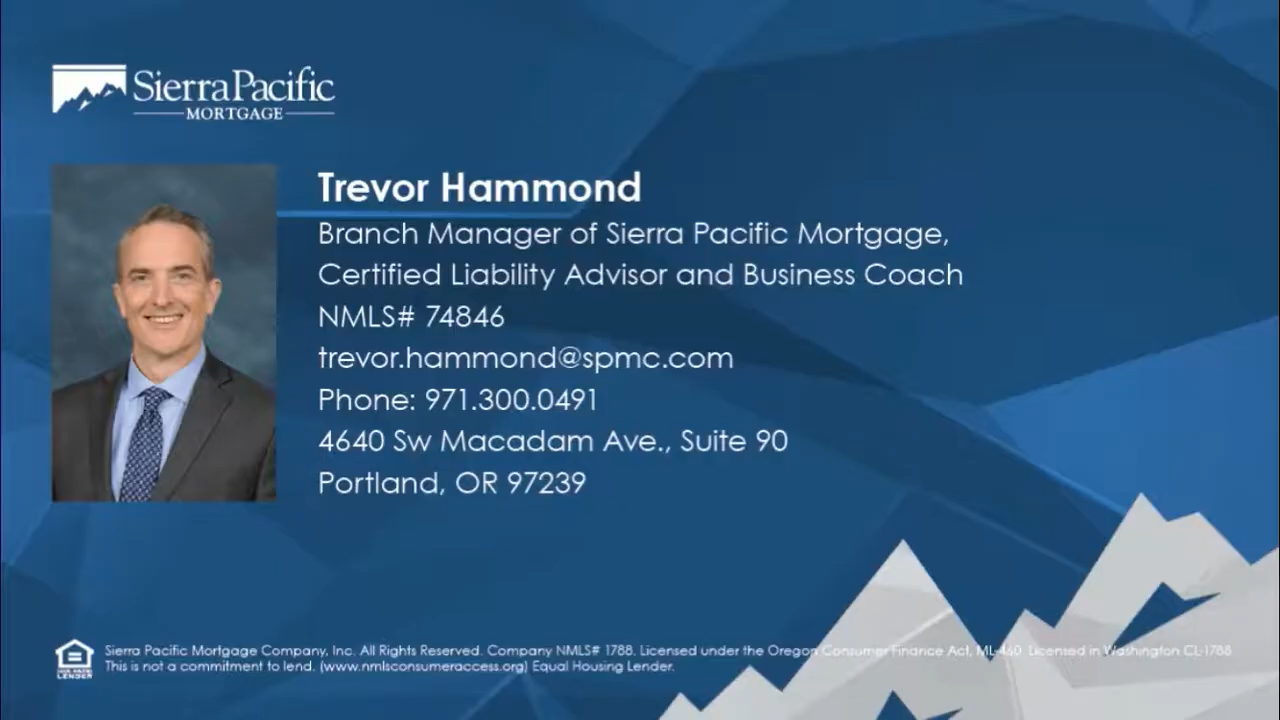 Sierra Pacific
MORTGAGE
Trevor Hammond
Branch Manager of Sierra Pacific Mortgage,
Certified Liability Advisor and Business Coach
NMLS# 74846
trevor.hammond@spmc.com
Phone: 971.300.0491
4640 Sw Macadam Ave., Suite 90
Portland, OR 97239
Sierra Pacific Mortgage Company, Inc. All Rights Reserved. Company NMLS# 1788. Licensed under the Oregon Consumer Finance Act, ML-460. Licensed in Washington CL-1788
This is not a commitment to lend. (www.nmlsconsumeraccess.org) Equal Housing Lender.
LENDER